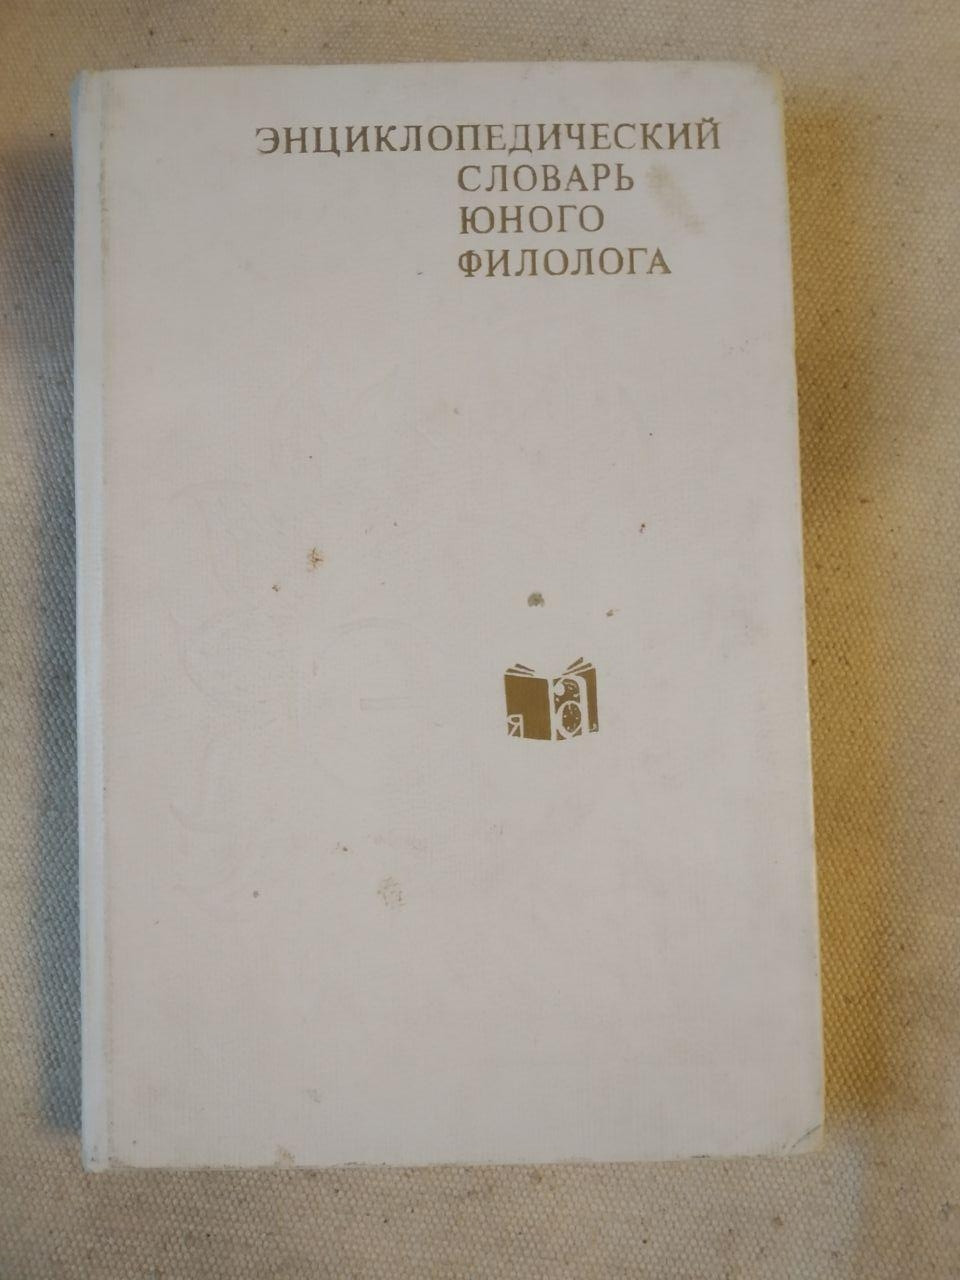 ЭНЦИКЛОПЕДИЧЕСКИЙ
СЛОВАРЬ
ЮНОГО
ФИЛОЛОГА
Я а